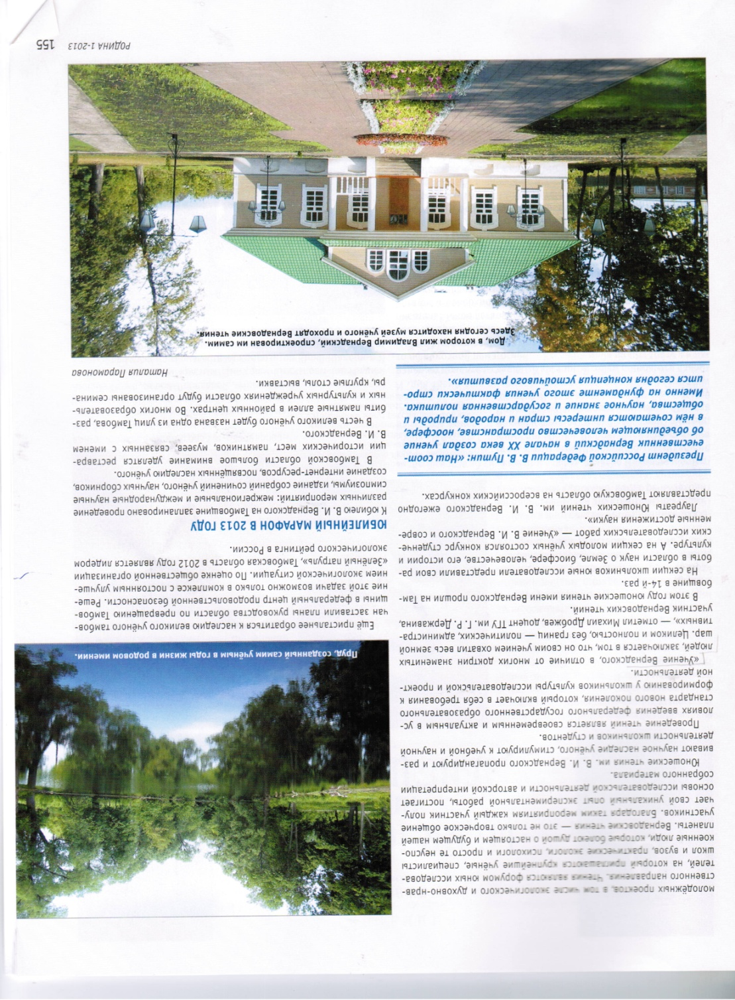 молодёжных проектов, в том числе экологического и духовно-нрав-
ственного направления. Чтения являются форумом юных исследова-
телей, на который приглашаются крупнейшие учёные, специалисты
школ и вузов, практические экологи, психологи и просто те неуспо-
коенные люди, которые болеют душой о настоящем и будущем нашей
планеты. Вернадовские чтения — это не только творческое общение
участников. Благодаря таким мероприятиям каждый участник полу-
чает свой уникальный опыт экспериментальной работы, постигает
основы исследовательской деятельности и авторской интерпретации
собранного материала.
Юношеские чтения им. В. И. Вернадского пропагандируют и раз-
вивают научное наследие учёного, стимулируют к учебной и научной
деятельности школьников и студентов.
Проведение чтений является своевременным и актуальным в ус-
ловиях введения федерального государственного образовательного
стандарта нового поколения, который включает в себя требования к
формированию у школьников культуры исследовательской и проект-
ной деятельности.
«Учение Вернадского, в отличие от многих доктрин знаменитых
людей, заключается в том, что он своим учением охватил весь земной
шар. Целиком и полностью, без границ — политических, администра-
тивных», — отметил Михаил Дробжев, доцент ТГУ им. Г. Р. Державина,
участник Вернадовских чтений.
В этом году юношеские чтения имени Вернадского прошли на Там-
бовщине в 14-й раз.
На секции школьников юные исследователи представили свои ра-
боты в области наук о Земле, биосфере, человечестве, его истории и
культуре. А на секции молодых учёных состоялся конкурс студенче-
ских исследовательских работ — «Учение В. И. Вернадского и совре-
менные достижения науки».
Лауреаты Юношеских чтений им. В. И. Вернадского ежегодно
представляют Тамбовскую область на всероссийских конкурсах.
Президент Российской Федерации В. В. Путин: «Наш соот-
ечественник Вернадский в начале XX века создал учение
об объединяющем человечество пространстве, ноосфере,
в нём сочетаются интересы стран и народов, природы и
общества, научное знание и государственная политика.
Именно на фундаменте этого учения фактически стро-
ится сегодня концепция устойчивого развития».
Пруд, созданный самим учёным в годы жизни в родовом имении.
Ещё пристальнее обратиться к наследию великого учёного тамбов-
чан заставили планы руководства области по превращению Тамбов-
щины в федеральный центр продовольственной безопасности. Реше-
ние этой задачи возможно только в комплексе с постоянным улучше-
нием экологической ситуации. По оценке общественной организации
«Зелёный патруль», Тамбовская область в 2012 году является лидером
экологического рейтинга в России.
ЮБИЛЕЙНЫЙ МАРАФОН В 2013 ГОДУ
К юбилею В. И. Вернадского на Тамбовщине запланировано проведение
различных мероприятий: межрегиональные и международные научные
симпозиумы, издание собраний сочинений учёного, научных сборников,
создание интернет-ресурсов, посвящённых наследию учёного.
В Тамбовской области большое внимание уделяется реставра-
ции исторических мест, памятников, музеев, связанных с именем
В. И. Вернадского.
В честь великого учёного будет названа одна из улиц Тамбова, раз-
биты памятные аллеи в районных центрах. Во многих образователь-
ных и культурных учреждениях области будут организованы семина-
ры, круглые столы, выставки.
Наталия Парамонова
Дом, в котором жил Владимир Вернадский, спроектирован им самим.
Здесь сегодня находится музей учёного и проходят Вернадовские чтения.
РОДИНА 1-2013 155